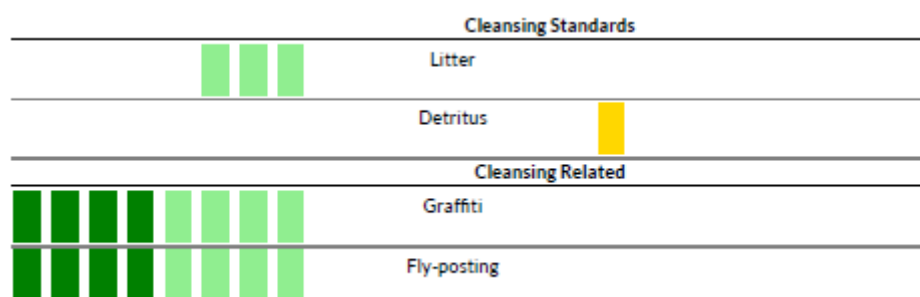 Cleansing Standards
Litter
Detritus
Cleansing Related
Graffiti
Fly-posting